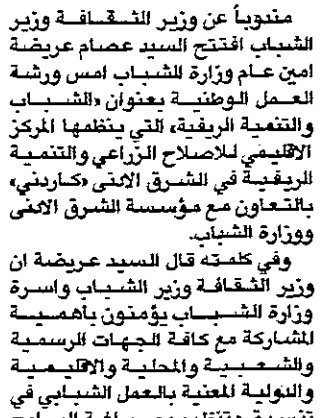 مندوباً عن وزير الثقافة وزير
الشباب افتتح السيد عصام عريضة
امين عام وزارة الشباب امس ورشة
العمل الوطنية بعنوان «الشباب
والتنمية الريفية» التي ينظمها المركز
الاقليمي للاصلاح الزراعي والتنمية
الريفية في الشرق الادنى «كاردني»
بالتعاون مع مؤسسة الشرق الادنى
ووزارة الشباب.
وفي كلمته قال السيد عريضة ان
وزير الثقافة وزير الشباب واسرة
وزارة الشباب يؤمنون بأهمية
المشاركة مع كافة الجهات الرسمية
والشعبية والمحلية والاقليمية
والدولية المعنية بالعمل الشبابي في